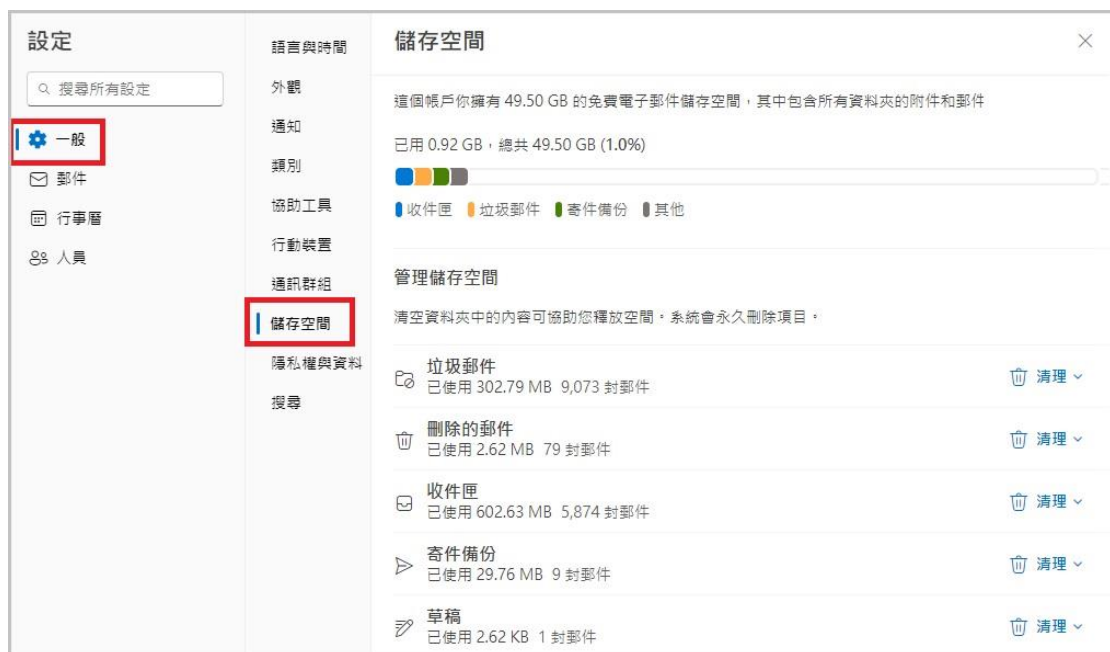 設定
搜尋所有設定
一般
郵件
行事曆
人員
語言與時間
外觀
通知
類別
協助工具
行動裝置
通訊群組
儲存空間
隱私權與資料
搜尋
儲存空間
這個帳戶你擁有 49.50 GB 的免費電子郵件儲存空間，其中包含所有資料夾的附件和郵件
已用 0.92 GB，總共 49.50 GB (1.0%)
收件匣 垃圾郵件 寄件備份 其他
管理儲存空間
清空資料夾中的內容可協助您釋放空間。系統會永久刪除項目。
垃圾郵件
已使用 302.79 MB 9,073 封郵件
清理
刪除的郵件
已使用 2.62 MB 79 封郵件
清理
收件匣
已使用 602.63 MB 5,874 封郵件
清理
寄件備份
已使用 29.76 MB 9 封郵件
清理
草稿
已使用 2.62 KB 1 封郵件
清理